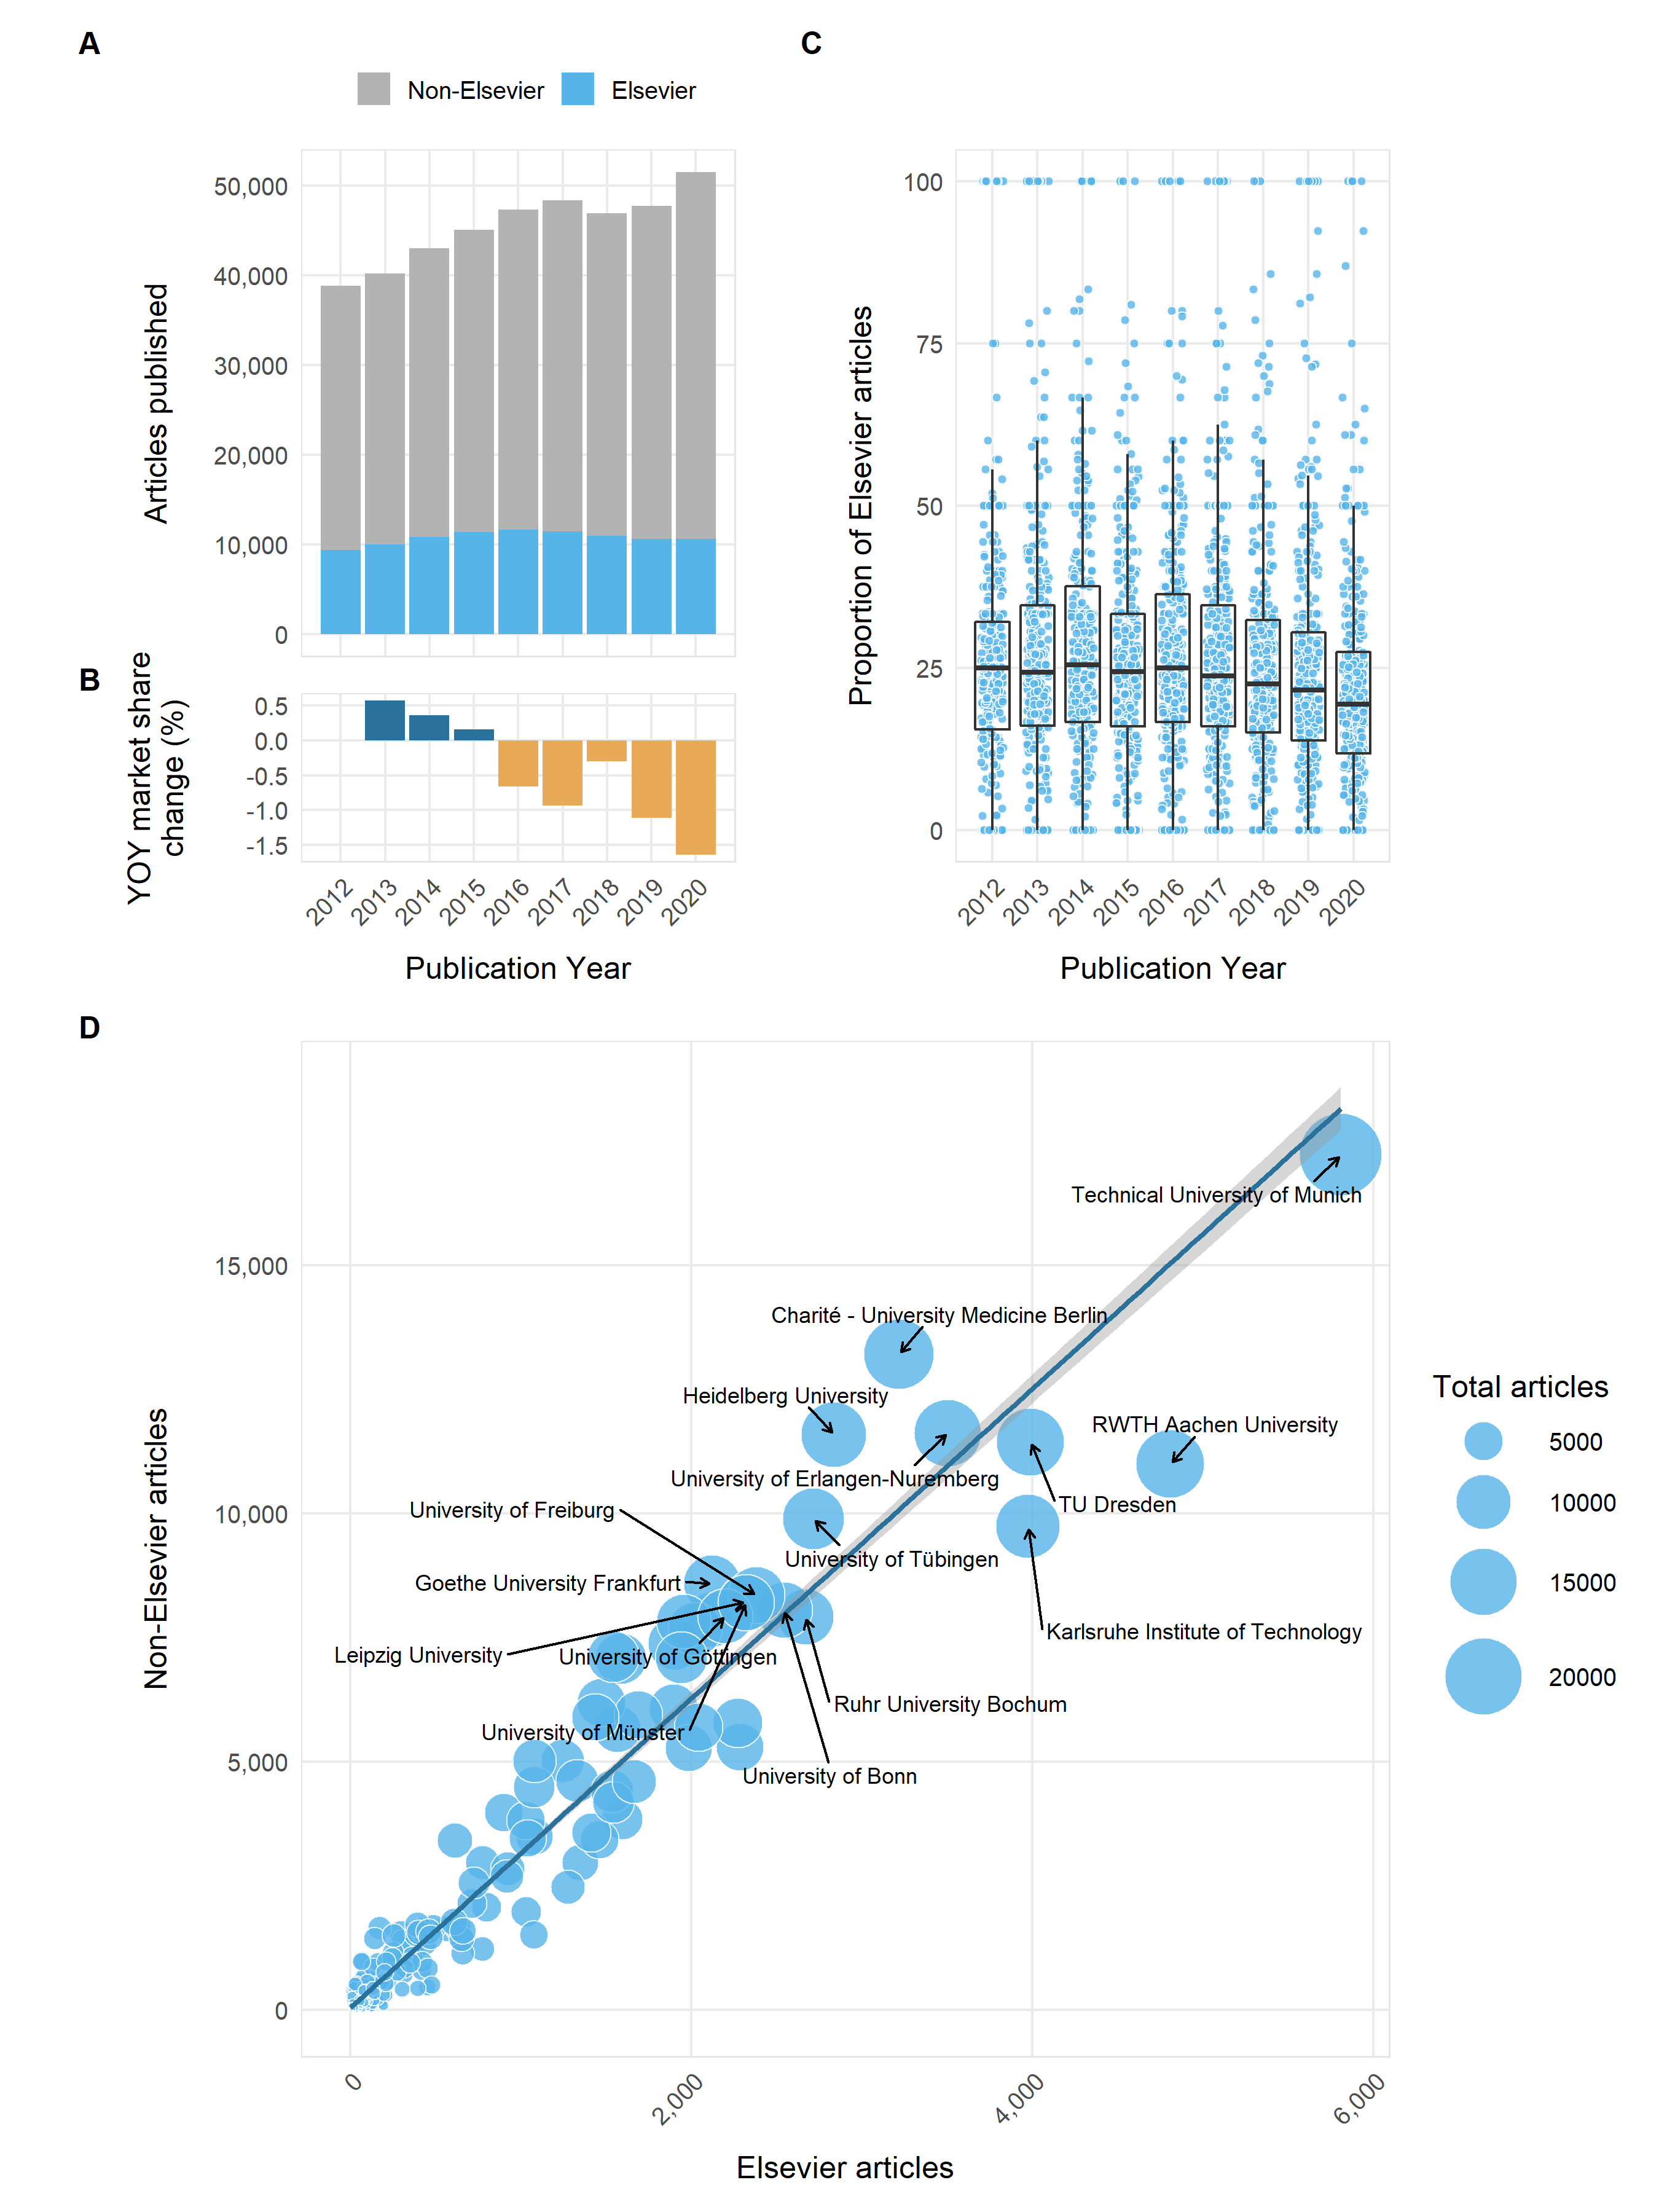 A
Non-Elsevier
Elsevier
50,000
40,000
30,000
20,000
10,000
0
Articles published
B
0.5
0.0
-0.5
-1.0
-1.5
YOY market share
change (%)
2012
2013
2014
2015
2016
2017
2018
2019
2020
Publication Year
C
100
75
50
25
0
Proportion of Elsevier articles
2012
2013
2014
2015
2016
2017
2018
2019
2020
Publication Year
D
15,000
10,000
5,000
0
Non-Elsevier articles
Technical University of Munich
Charité - University Medicine Berlin
Heidelberg University
RWTH Aachen University
University of Erlangen-Nuremberg
TU Dresden
University of Freiburg
University of Tübingen
Goethe University Frankfurt
Karlsruhe Institute of Technology
Leipzig University
University of Göttingen
Ruhr University Bochum
University of Münster
University of Bonn
0
2,000
4,000
6,000
Elsevier articles
Total articles
5000
10000
15000
20000